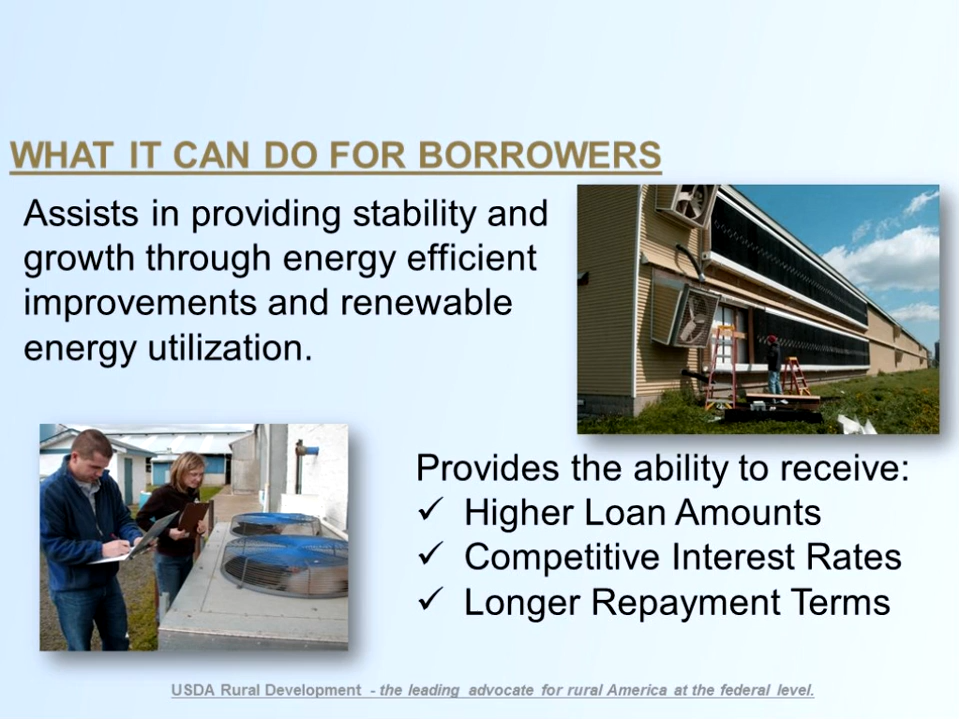 WHAT IT CAN DO FOR BORROWERS
Assists in providing stability and
growth through energy efficient
improvements and renewable
energy utilization.
Provides the ability to receive:
✓ Higher Loan Amounts
✓ Competitive Interest Rates
✓ Longer Repayment Terms
USDA Rural Development - the leading advocate for rural America at the federal level.